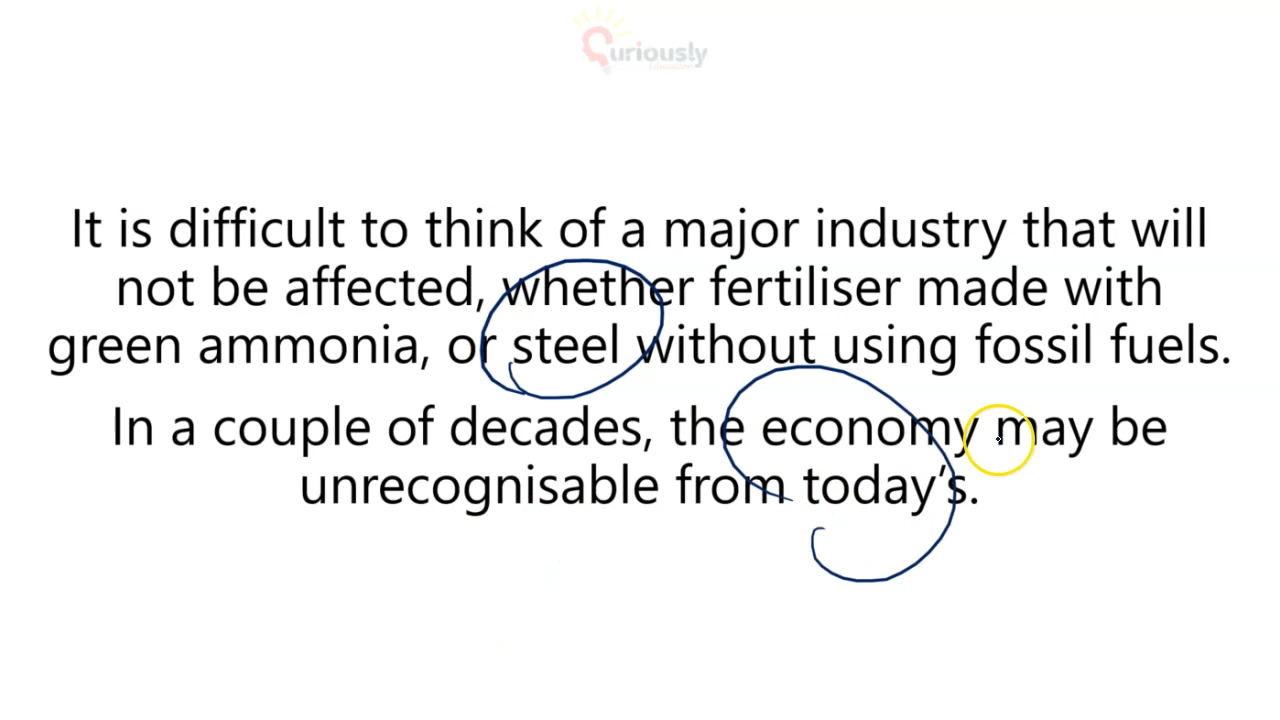 Curiously
It is difficult to think of a major industry that will
not be affected, whether fertiliser made with
green ammonia, or steel without using fossil fuels.
In a couple of decades, the economy may be
unrecognisable from today’s.